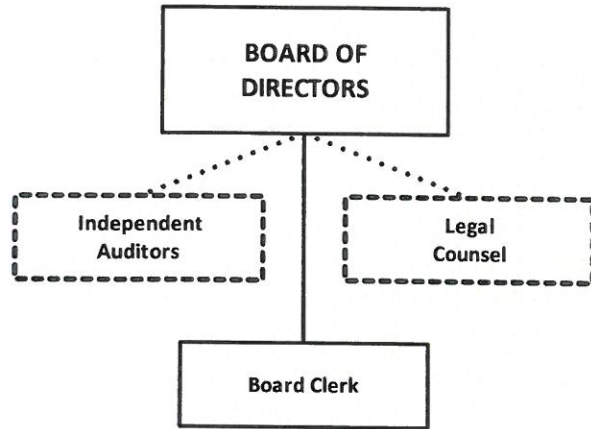 BOARD OF
DIRECTORS
Independent
Auditors
Legal
Counsel
Board Clerk